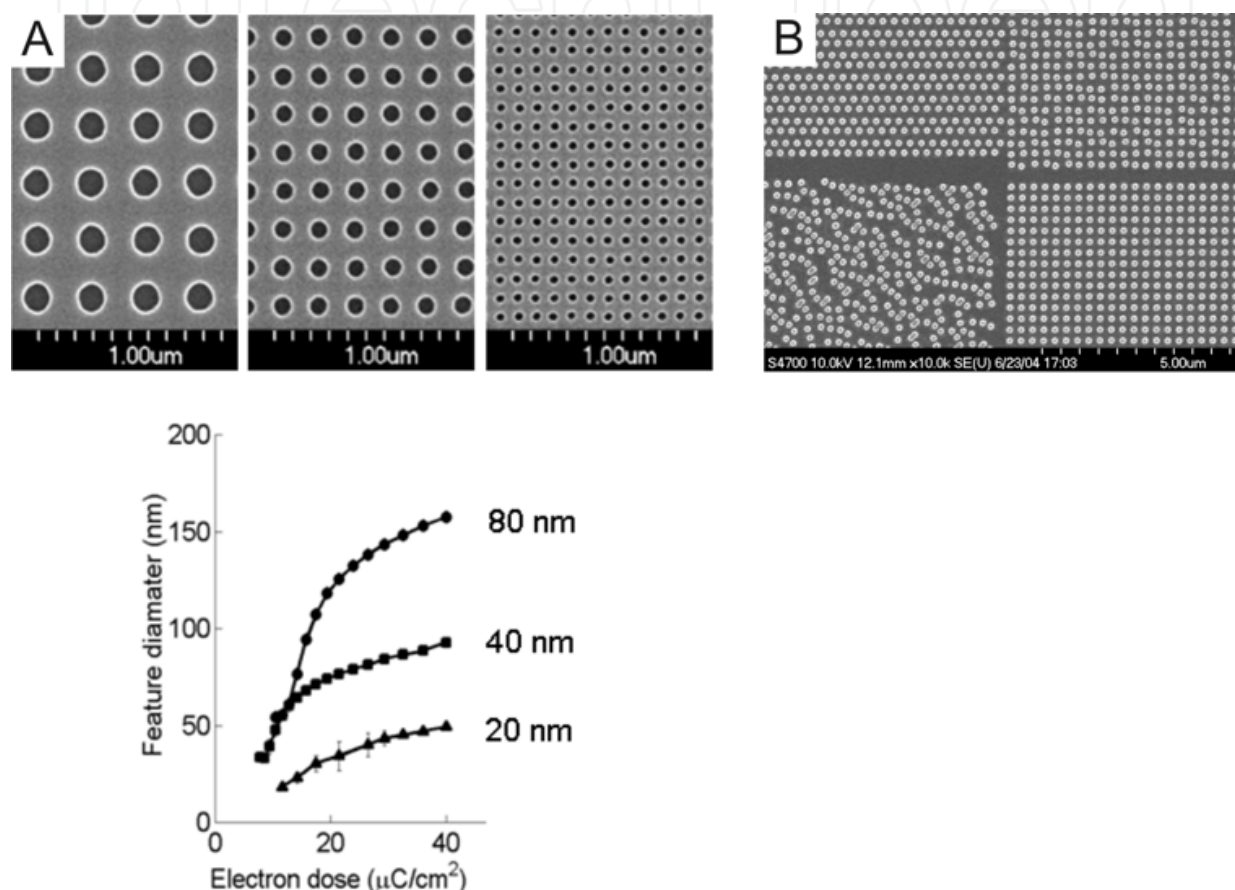 A
B
1.00um
1.00um
1.00um
S4700 10.0kV 12.1mm x10.0k SE(U) 6/23/04 17:03
5.00um
200
150
100
50
0
0
20
40
80 nm
40 nm
20 nm
Feature diamater (nm)
Electron dose (μC/cm²)